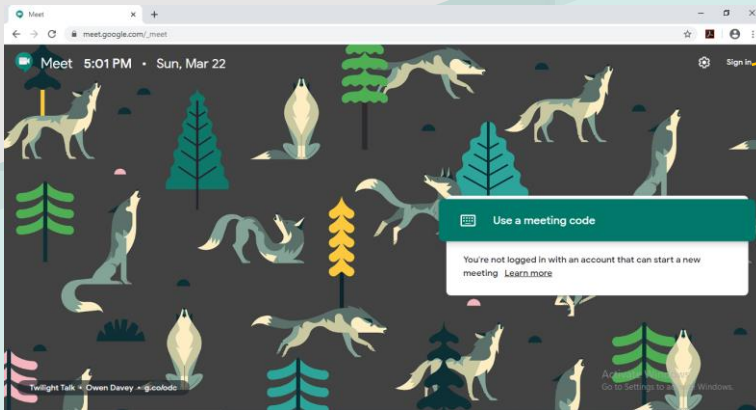 Meet
meet.google.com/_meet
Meet 5:01 PM • Sun, Mar 22
Sign in
Use a meeting code
You're not logged in with an account that can start a new
meeting Learn more
Twilight Talk • Owen Davey • g.co/odc
Activate Windows
Go to Settings to activate Windows.